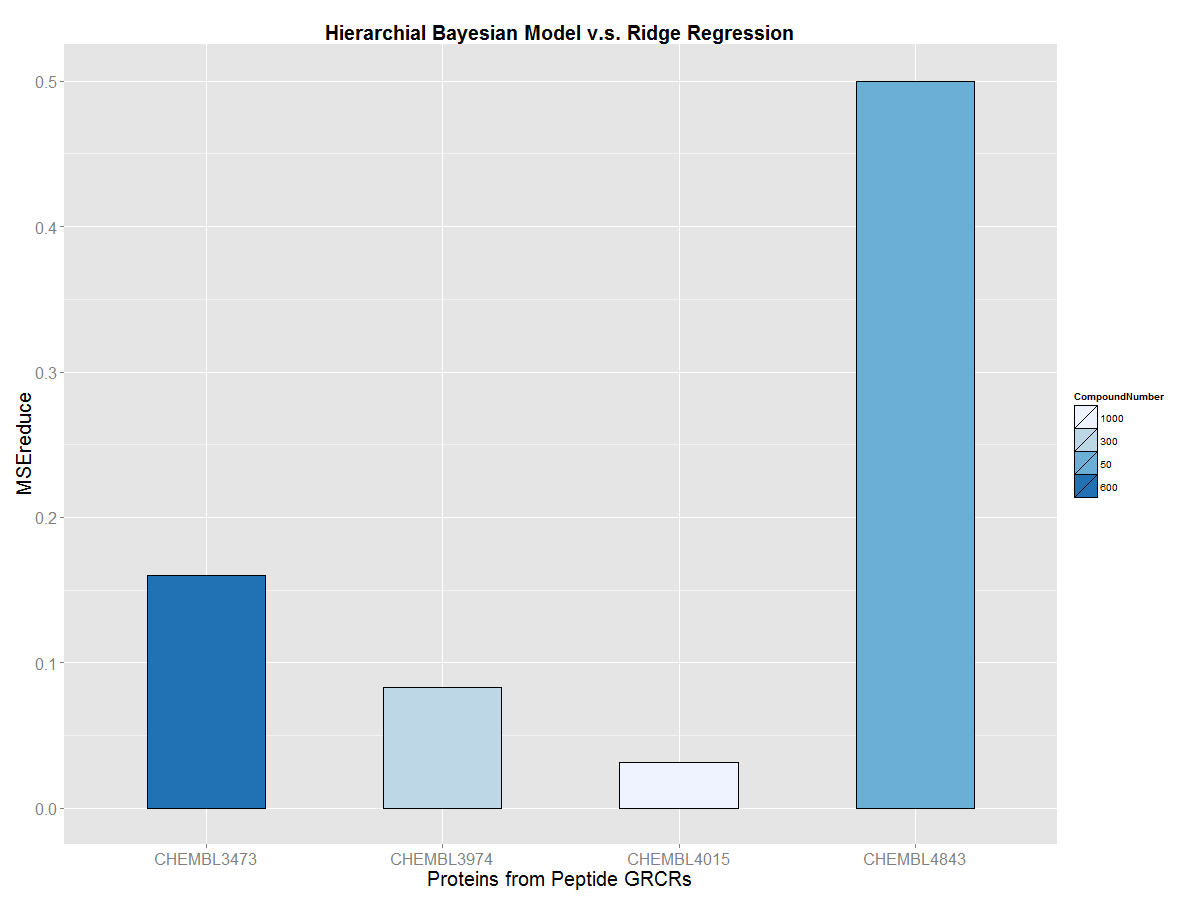 Hierarchial Bayesian Model v.s. Ridge Regression
MSEreduce
0.5
0.4
0.3
0.2
0.1
0.0
CHEMBL3473 CHEMBL3974 CHEMBL4015 CHEMBL4843
Proteins from Peptide GRCRs
CompoundNumber
1000
300
50
600